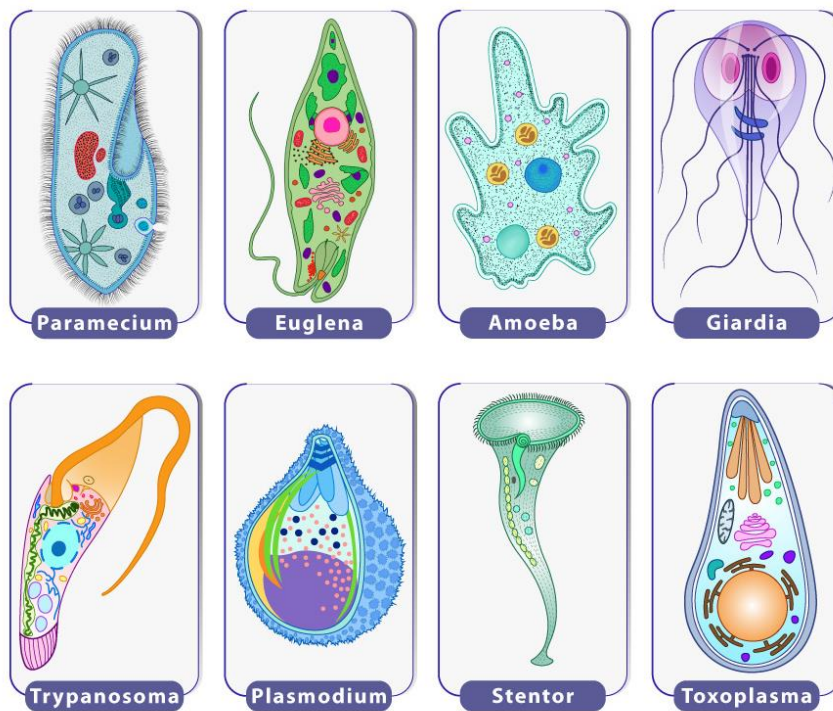 Paramecium
Euglena
Amoeba
Giardia
Trypanosoma
Plasmodium
Stentor
Toxoplasma